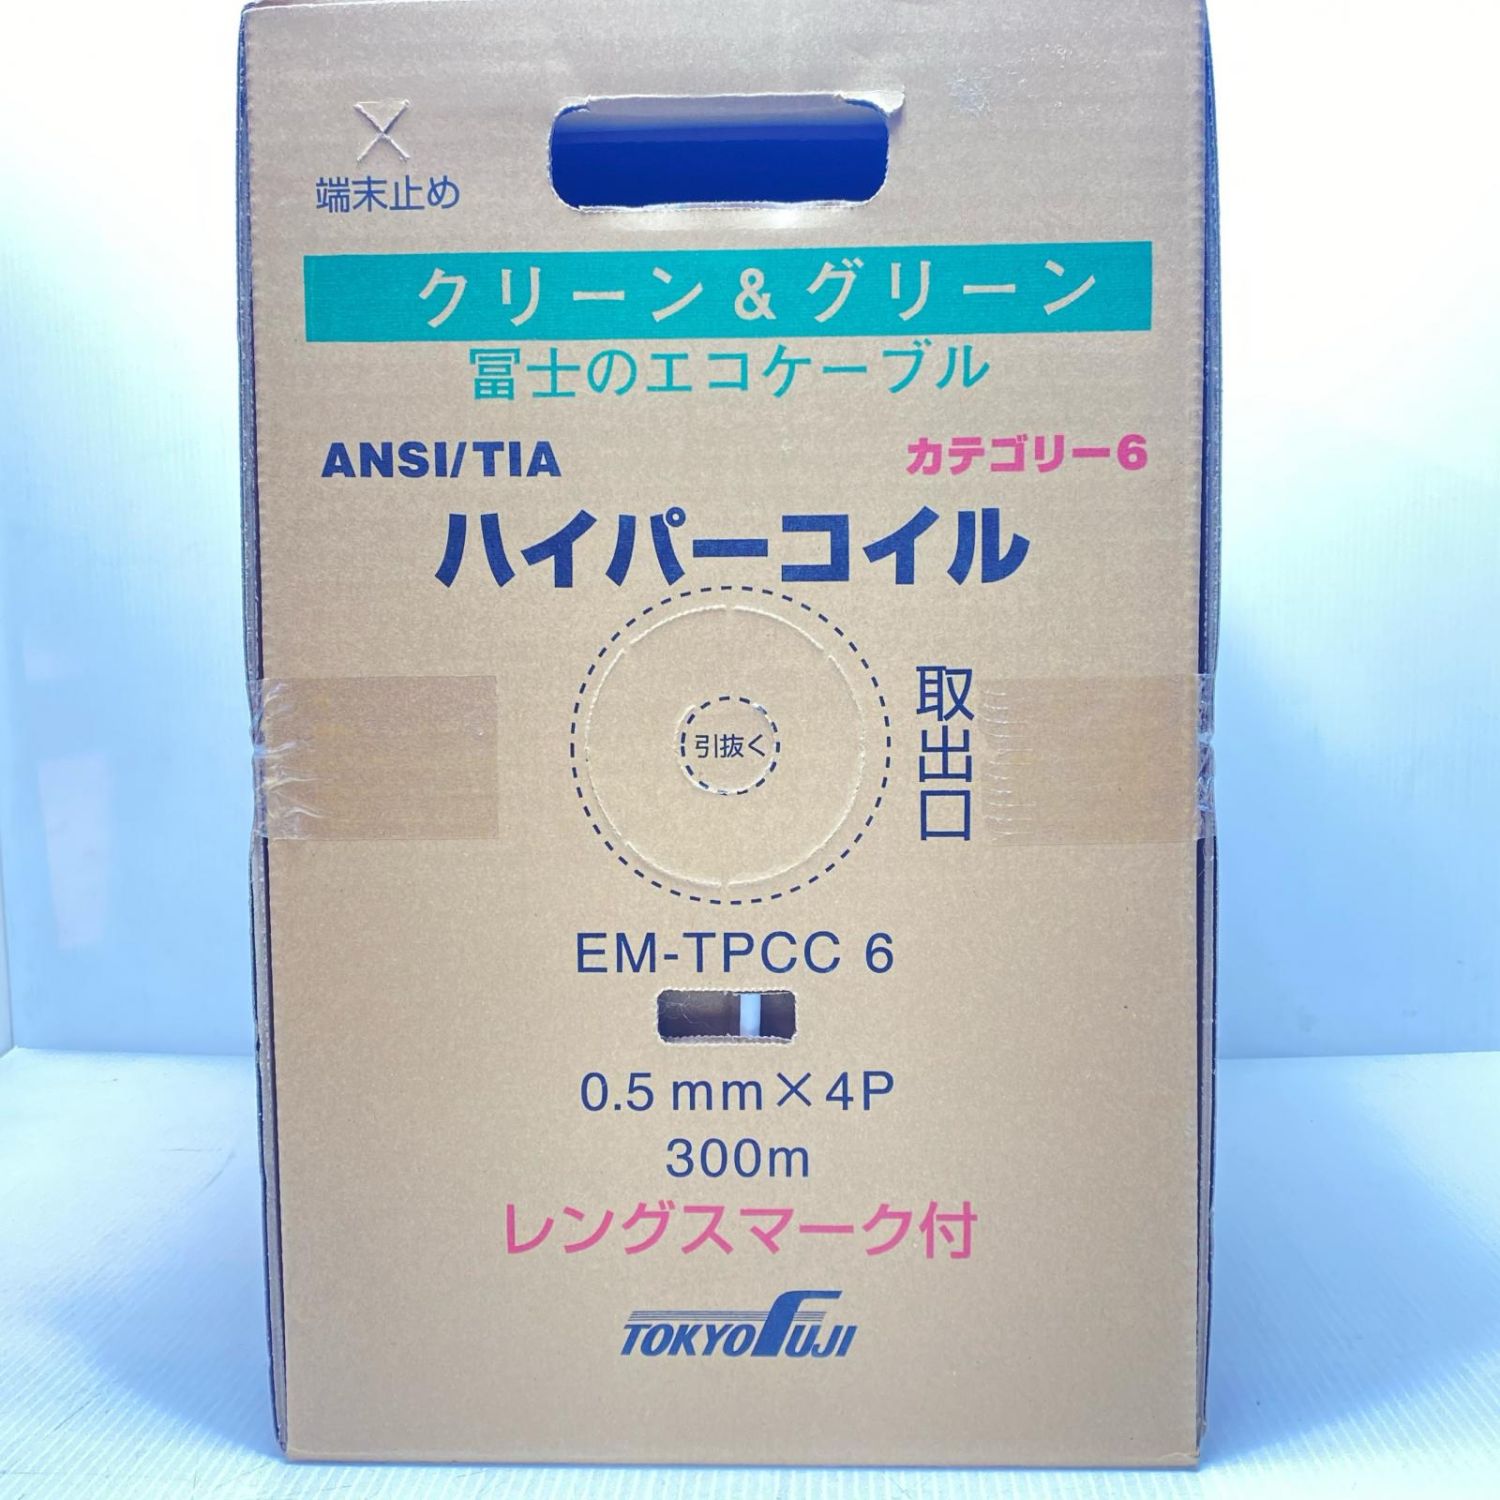 端末止め
クリーン&グリーン
冨士のエコケーブル
ANSI/TIA
カテゴリー6
ハイパーコイル
引抜く
取出口
EM-TPCC 6
0.5mm×4P
300m
レングスマーク付
TOKYO FUJI